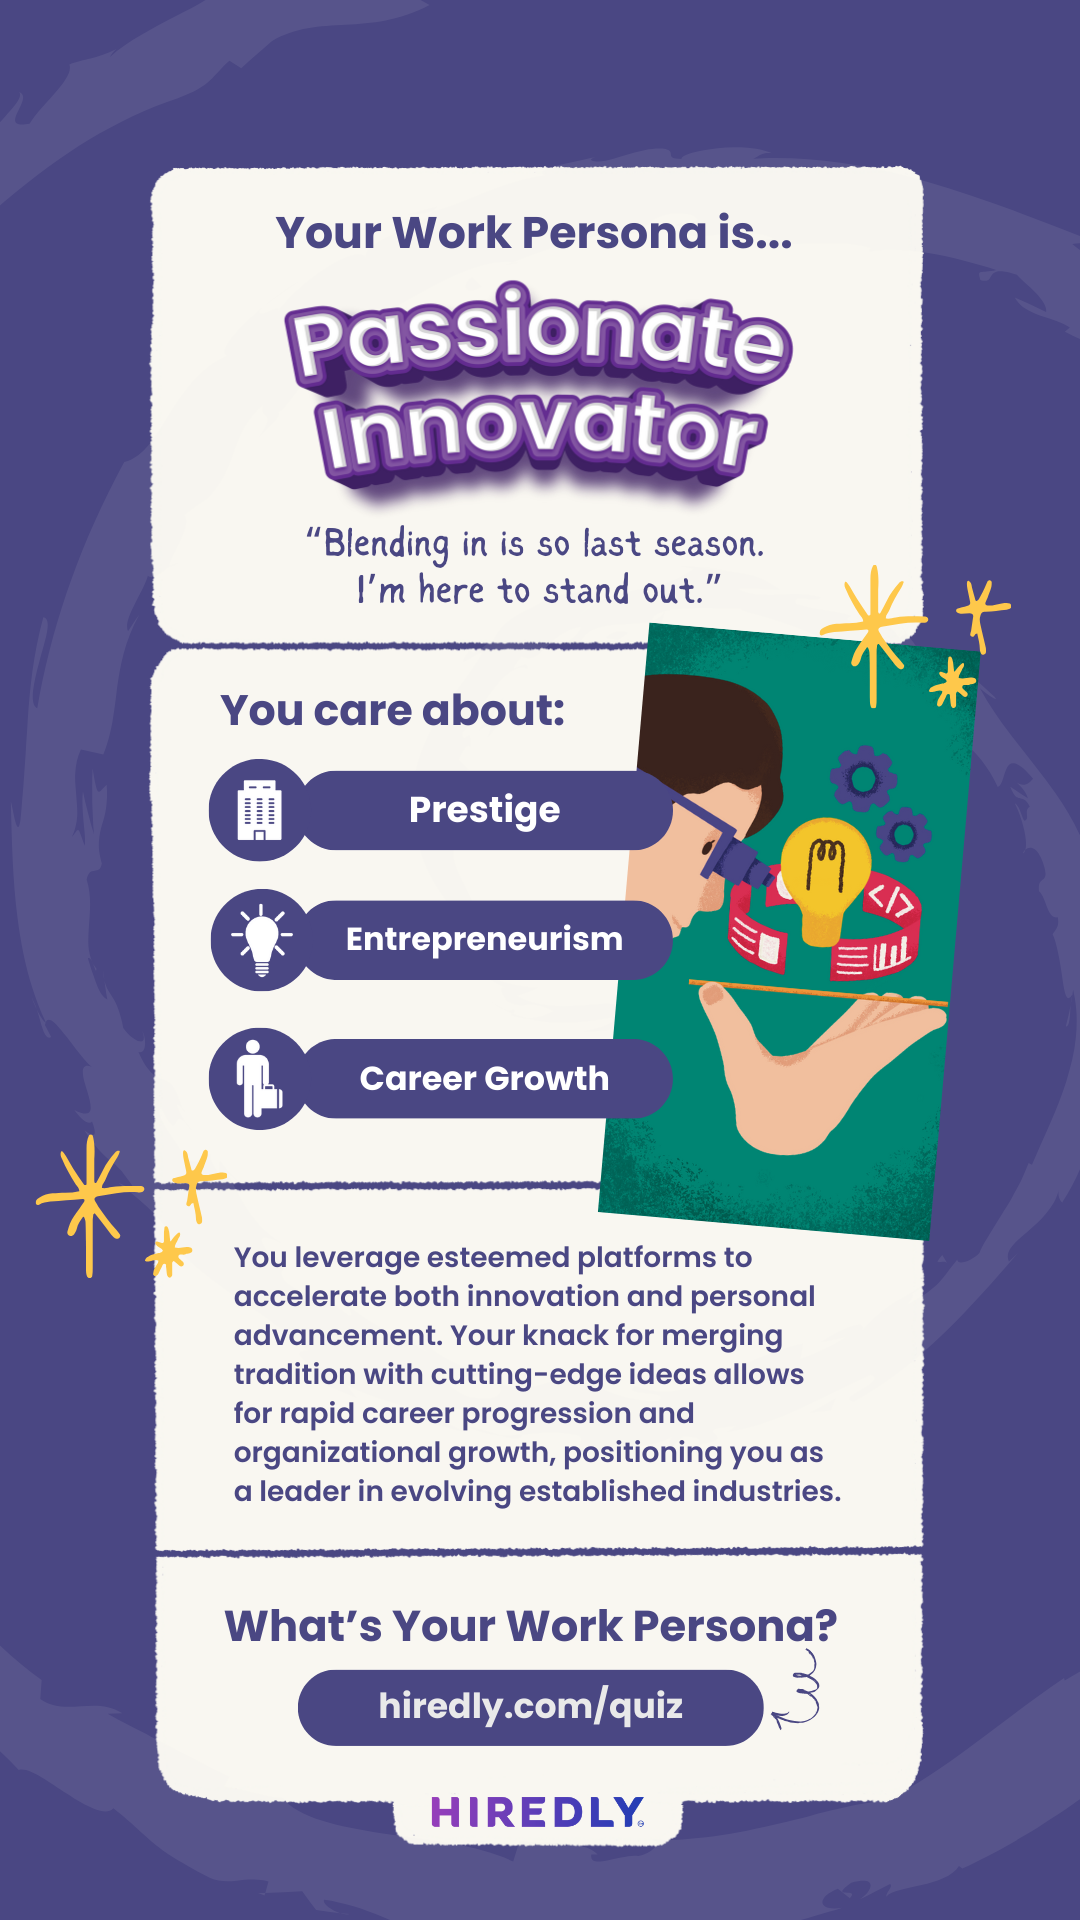 Your Work Persona is...
Passionate
Innovator
“Blending in is so last season.
I’m here to stand out.”
You care about:
Prestige
Entrepreneurism
Career Growth
</>
You leverage esteemed platforms to
accelerate both innovation and personal
advancement. Your knack for merging
tradition with cutting-edge ideas allows
for rapid career progression and
organizational growth, positioning you as
a leader in evolving established industries.
What’s Your Work Persona?
hiredly.com/quiz
HIREDLY